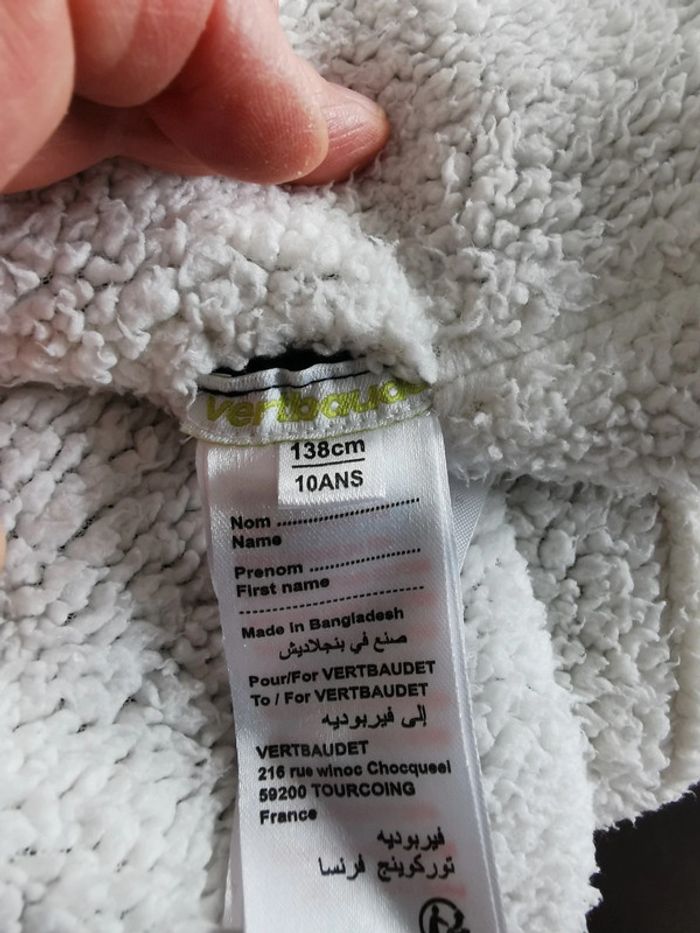 vertbaude
138cm
10ANS
Nom ..............................
Name
Prenom ........................
First name
........................................
Made in Bangladesh
صنع في بنجلاديش
Pour/For VERTBAUDET
To / For VERTBAUDET
إلى فيربوديه
VERTBAUDET
216 rue winoc Chocqueel
59200 TOURCOING
France
فيربوديه
توركوينج فرنسا